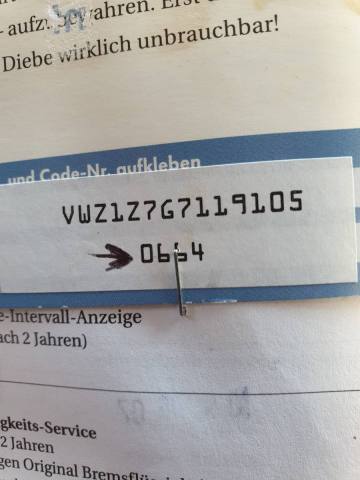 aufzubewahren. Erst
Diebe wirklich unbrauchbar!
und Code-Nr. aufkleben
VWZ1Z7G7119105
0664
e-Intervall-Anzeige
ach 2 Jahren)
gkeits-Service
2 Jahren
gen Original Bremsflüs